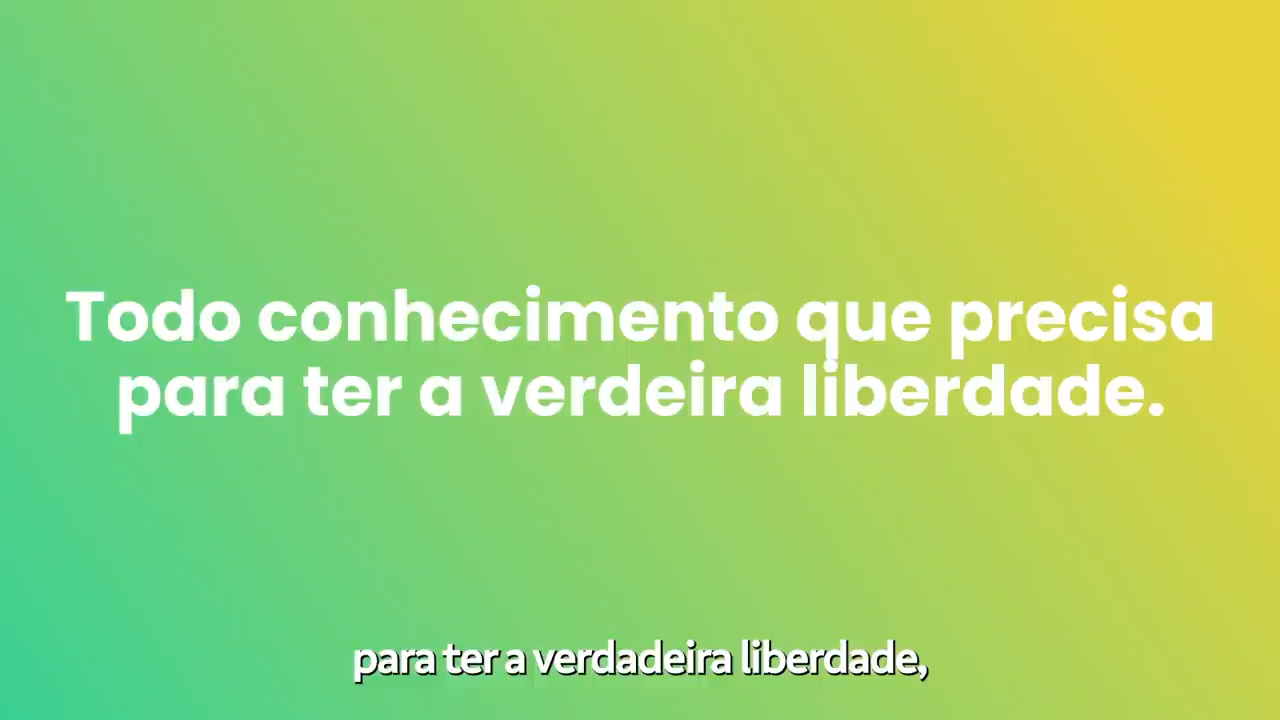 Todo conhecimento que precisa
para ter a verdeira liberdade.
para ter a verdadeira liberdade,